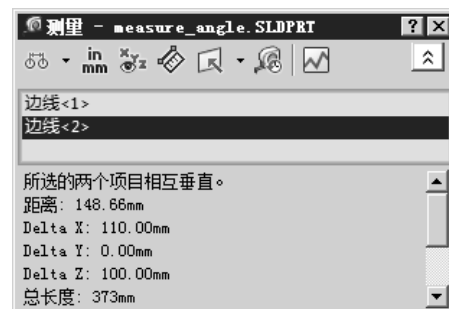 测量 - measure_angle.SLDPRT
in
mm
XYZ
边线<1>
边线<2>
所选的两个项目相互垂直。
距离: 148.66mm
Delta X: 110.00mm
Delta Y: 0.00mm
Delta Z: 100.00mm
总长度: 373mm